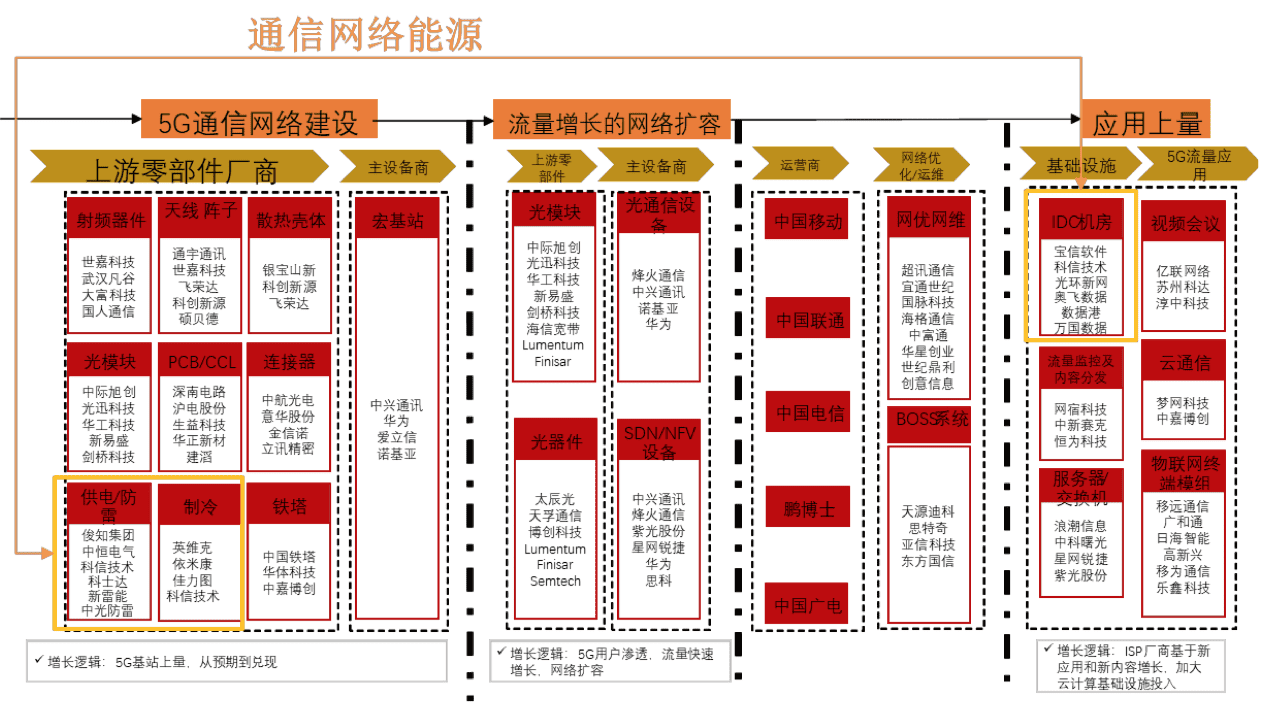 通信网络能源
5G通信网络建设
流量增长的网络扩容
应用上量
上游零部件厂商
主设备商
上游零
部件
主设备商
运营商
网络优
化/运维
基础设施
5G流量应
用
射频器件
世嘉科技
武汉凡谷
大富科技
国人通信
天线 阵子
通宇通讯
世嘉科技
飞荣达
科创新源
硕贝德
散热壳体
银宝山新
科创新源
飞荣达
光模块
中际旭创
光迅科技
华工科技
新易盛
剑桥科技
PCB/CCL
深南电路
沪电股份
生益科技
华正新材
建滔
连接器
中航光电
意华股份
金信诺
立讯精密
供电/防
雷
俊知集团
中恒电气
科信技术
科士达
新雷能
中光防雷
制冷
英维克
依米康
佳力图
科信技术
铁塔
中国铁塔
华体科技
中嘉博创
宏基站
中兴通讯
华为
爱立信
诺基亚
光模块
中际旭创
光迅科技
华工科技
新易盛
剑桥科技
海信宽带
Lumentum
Finisar
光器件
太辰光
天孚通信
博创科技
Lumentum
Finisar
Semtech
光通信设
备
烽火通信
中兴通讯
诺基亚
华为
SDN/NFV
设备
中兴通讯
烽火通信
紫光股份
星网锐捷
华为
思科
中国移动
中国联通
中国电信
鹏博士
中国广电
网优网维
超讯通信
宜通世纪
国脉科技
海格通信
中富通
华星创业
世纪鼎利
创意信息
BOSS系统
天源迪科
思特奇
亚信科技
东方国信
IDC机房
宝信软件
科信技术
光环新网
奥飞数据
数据港
万国数据
流量监控及
内容分发
网宿科技
中新赛克
恒为科技
服务器/
交换机
浪潮信息
中科曙光
星网锐捷
紫光股份
视频会议
亿联网络
苏州科达
淳中科技
云通信
梦网科技
中嘉博创
物联网终
端模组
移远通信
广和通
日海智能
高新兴
移为通信
乐鑫科技
✓ 增长逻辑：5G基站上量，从预期到兑现
✓ 增长逻辑：5G用户渗透，流量快速
增长，网络扩容
✓ 增长逻辑： ISP厂商基于新
应用和新内容增长，加大
云计算基础设施投入